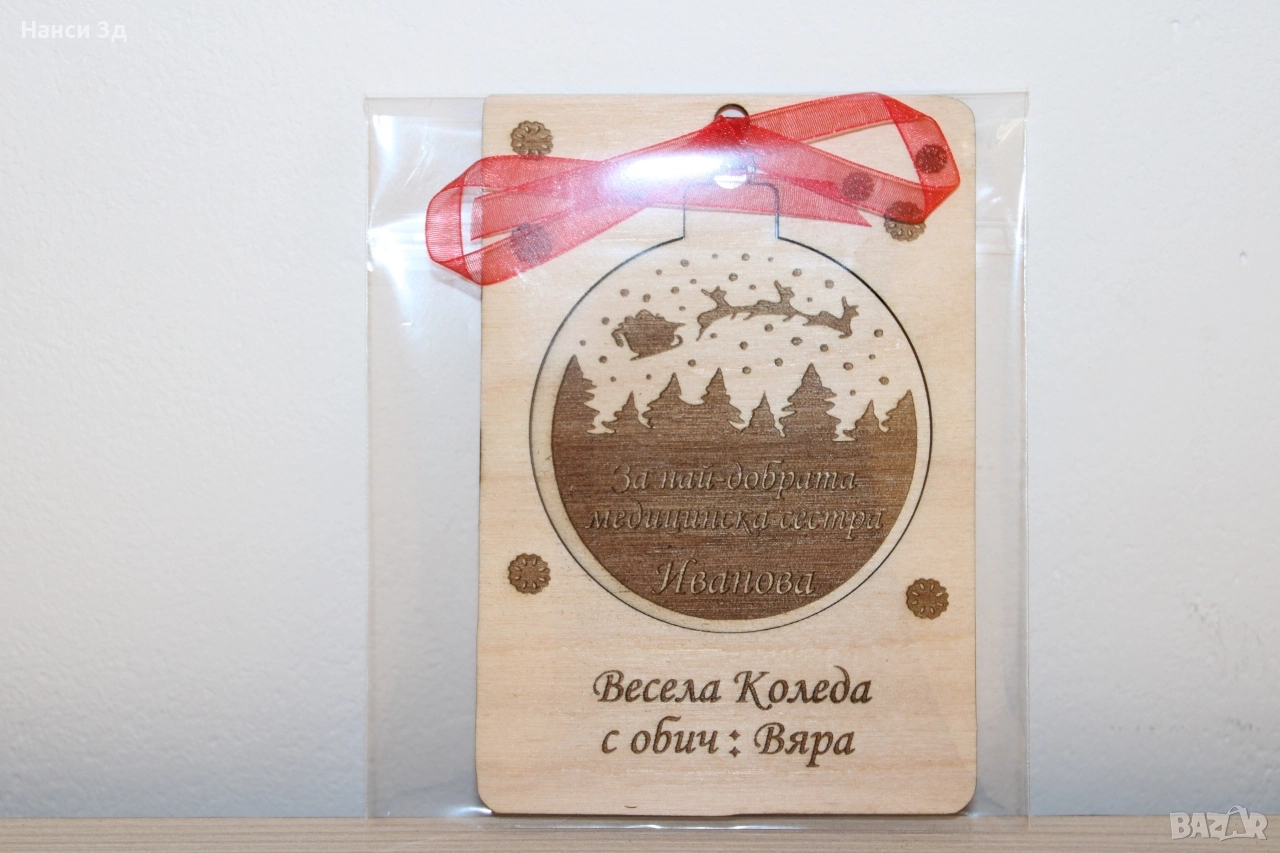 Нанси 3д
За най-добрата
медицинска сестра
Иванова
Весела Коледа
с обич : Вяра
BAZAR